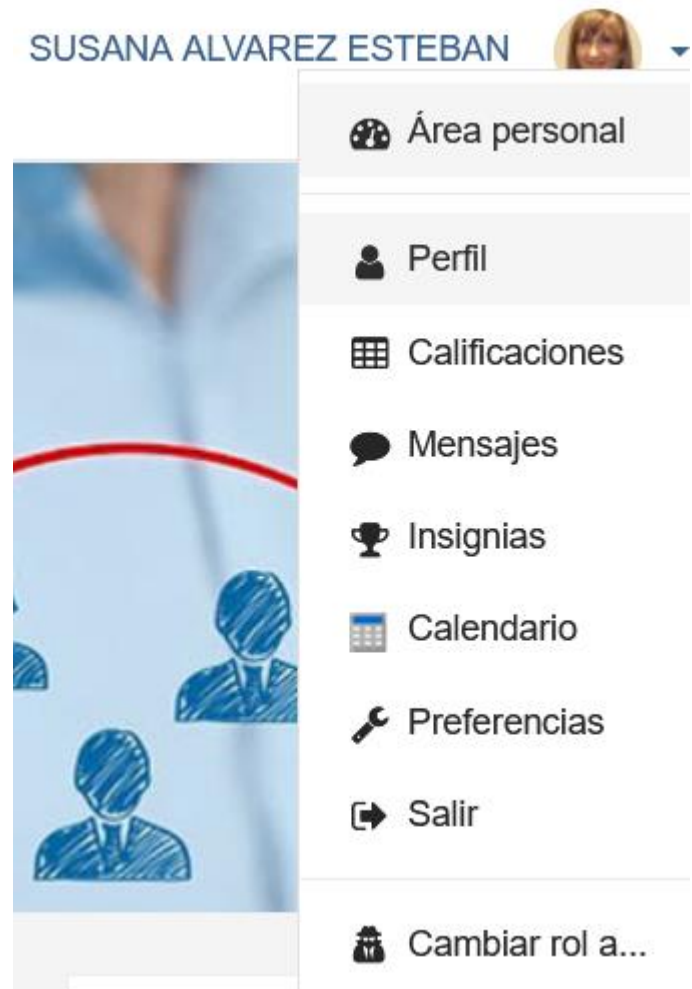 SUSANA ALVAREZ ESTEBAN
Área personal
Perfil
Calificaciones
Mensajes
Insignias
Calendario
Preferencias
Salir
Cambiar rol a...